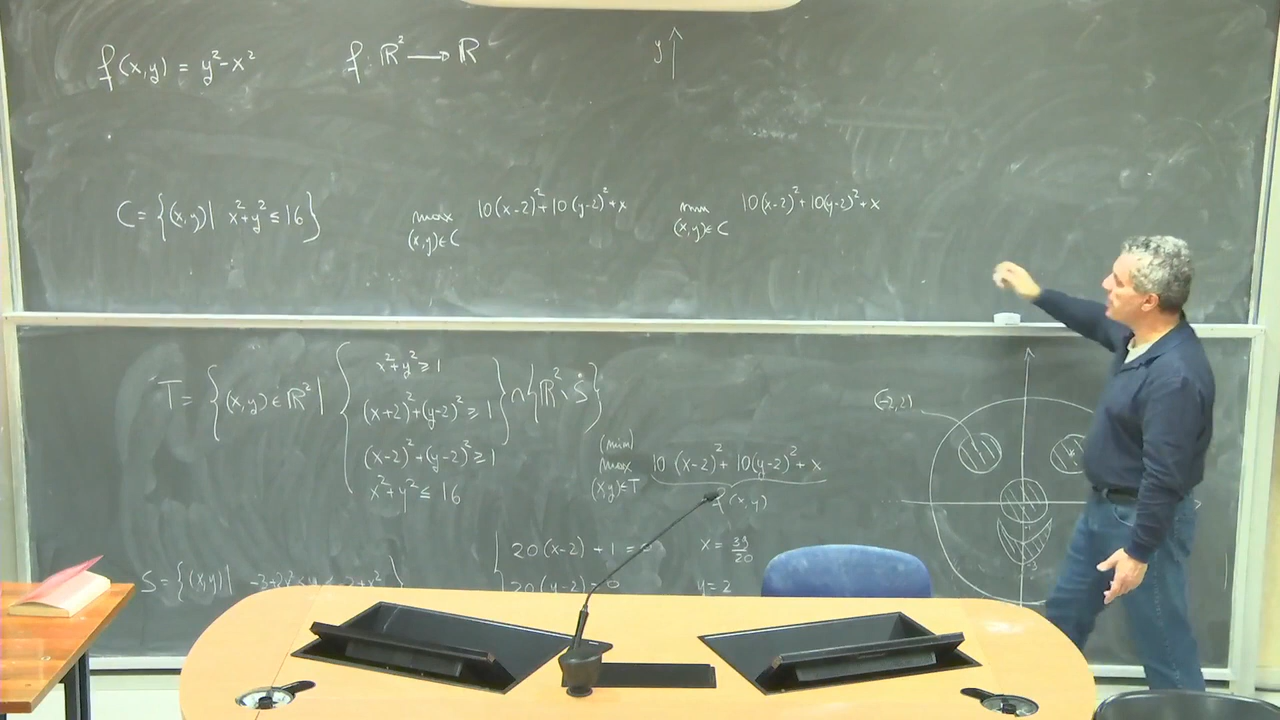 f(x,y) = y²-x²    f: ℝ² → ℝ
y
C = {(x,y) | x²+y² ≤ 16}    max (x,y)∈C 10(x-2)²+10(y-2)²+x    min (x,y)∈C 10(x-2)²+10(y-2)²+x
T = {(x,y)∈ℝ² | { x²+y² ≥ 1
(x+2)²+(y-2)² ≥ 1
(x-2)²+(y-2)² ≥ 1
x²+y² ≤ 16 } ∩ {ℝ² \ S}
(min)
max 10(x-2)²+10(y-2)²+x
(x,y)∈T
f(x,y)
(-2,2)
20(x-2)+1 =    x = 39/20
20(y-2)=0    y = 2
S = {(x,y) |
-3